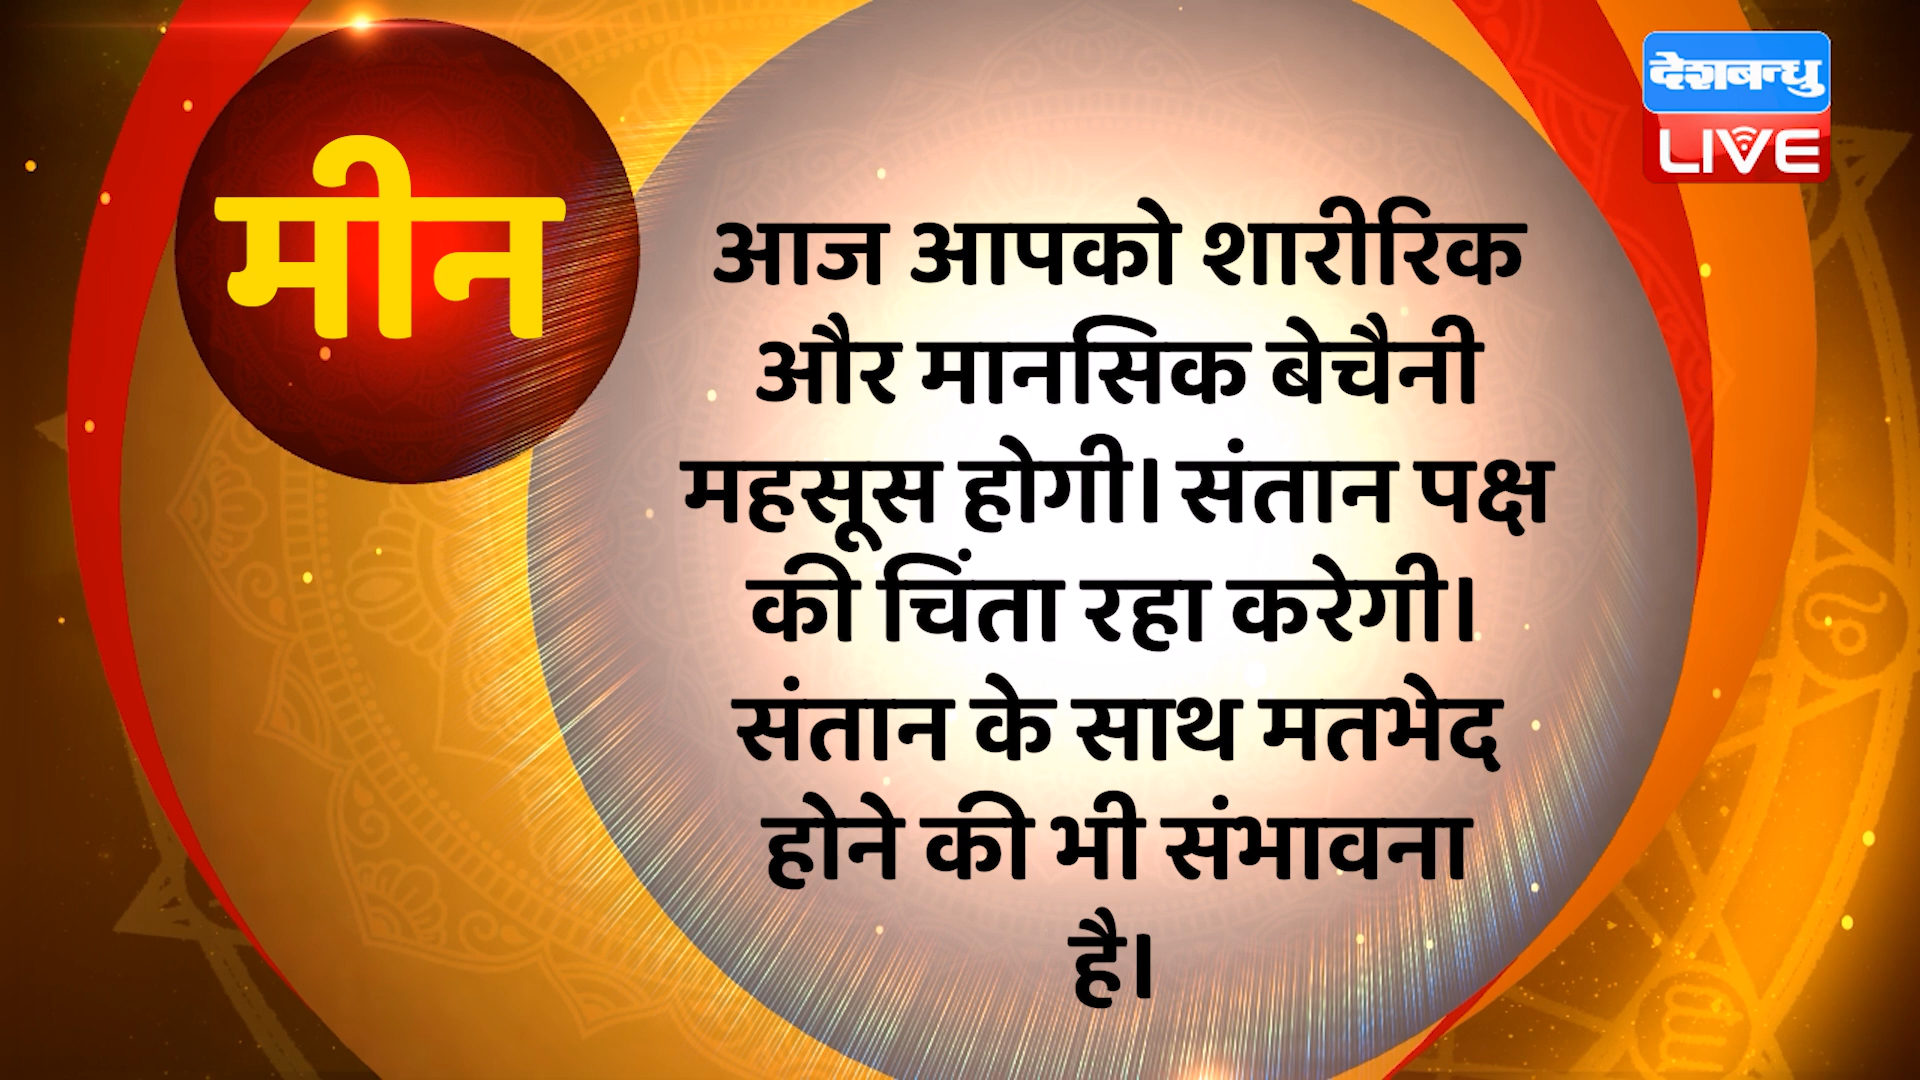 मीन
देशबन्धु
LIVE
आज आपको शारीरिक
और मानसिक बेचैनी
महसूस होगी। संतान पक्ष
की चिंता रहा करेगी।
संतान के साथ मतभेद
होने की भी संभावना
है।